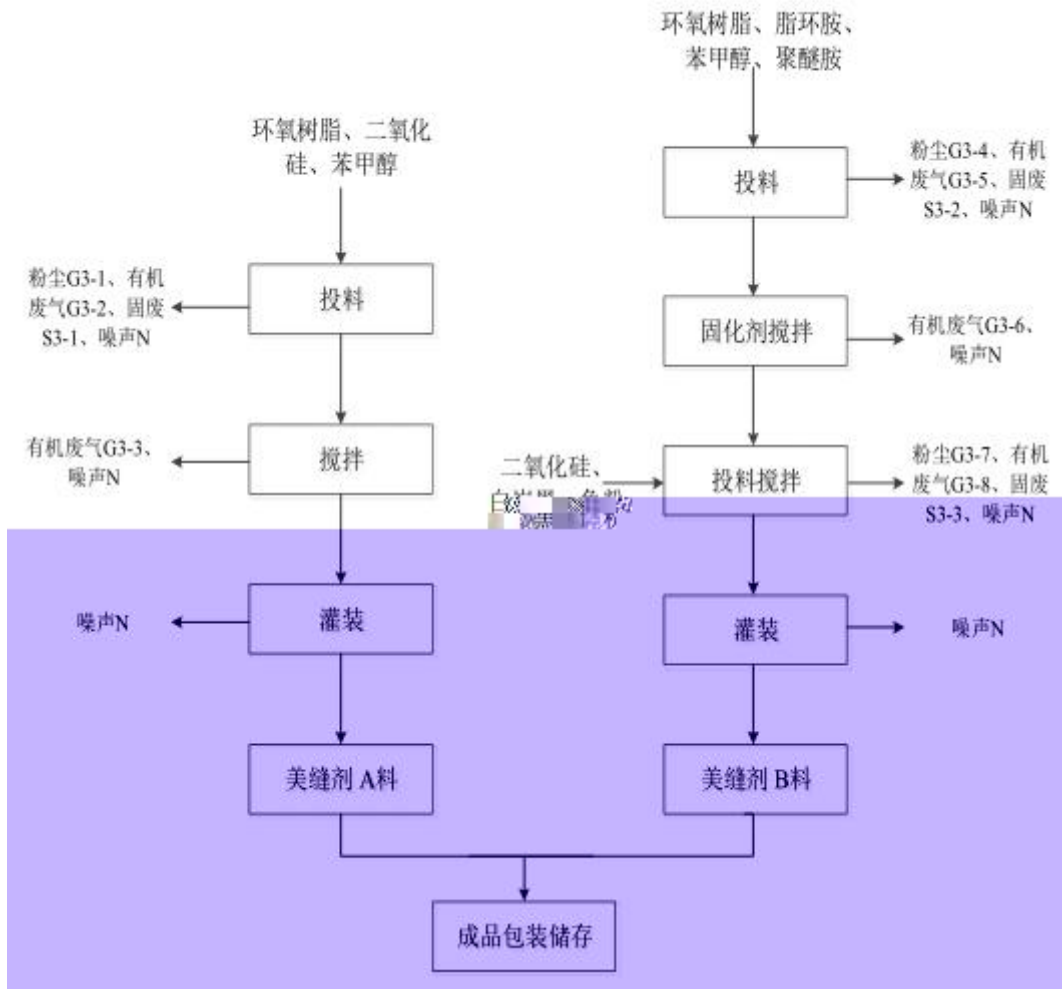 环氧树脂、二氧化
硅、苯甲醇
投料
粉尘G3-1、有机
废气G3-2、固废
S3-1、噪声N
搅拌
有机废气G3-3、
噪声N
灌装
噪声N
美缝剂 A料
环氧树脂、脂环胺、
苯甲醇、聚醚胺
投料
粉尘G3-4、有机
废气G3-5、固废
S3-2、噪声N
固化剂搅拌
有机废气G3-6、
噪声N
二氧化硅、
投料搅拌
粉尘G3-7、有机
废气G3-8、固废
S3-3、噪声N
灌装
噪声N
美缝剂 B料
成品包装储存